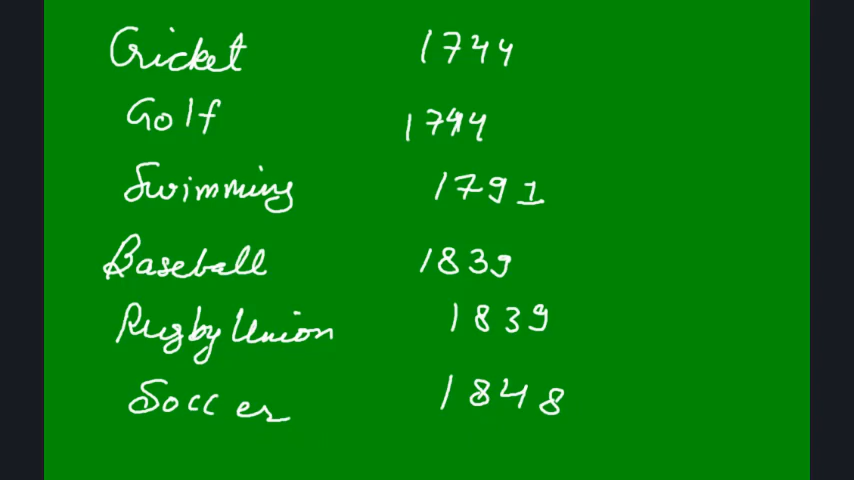 Cricket 1744
Golf 1744
Swimming 1791
Baseball 1839
Rugby Union 1839
Soccer 1848